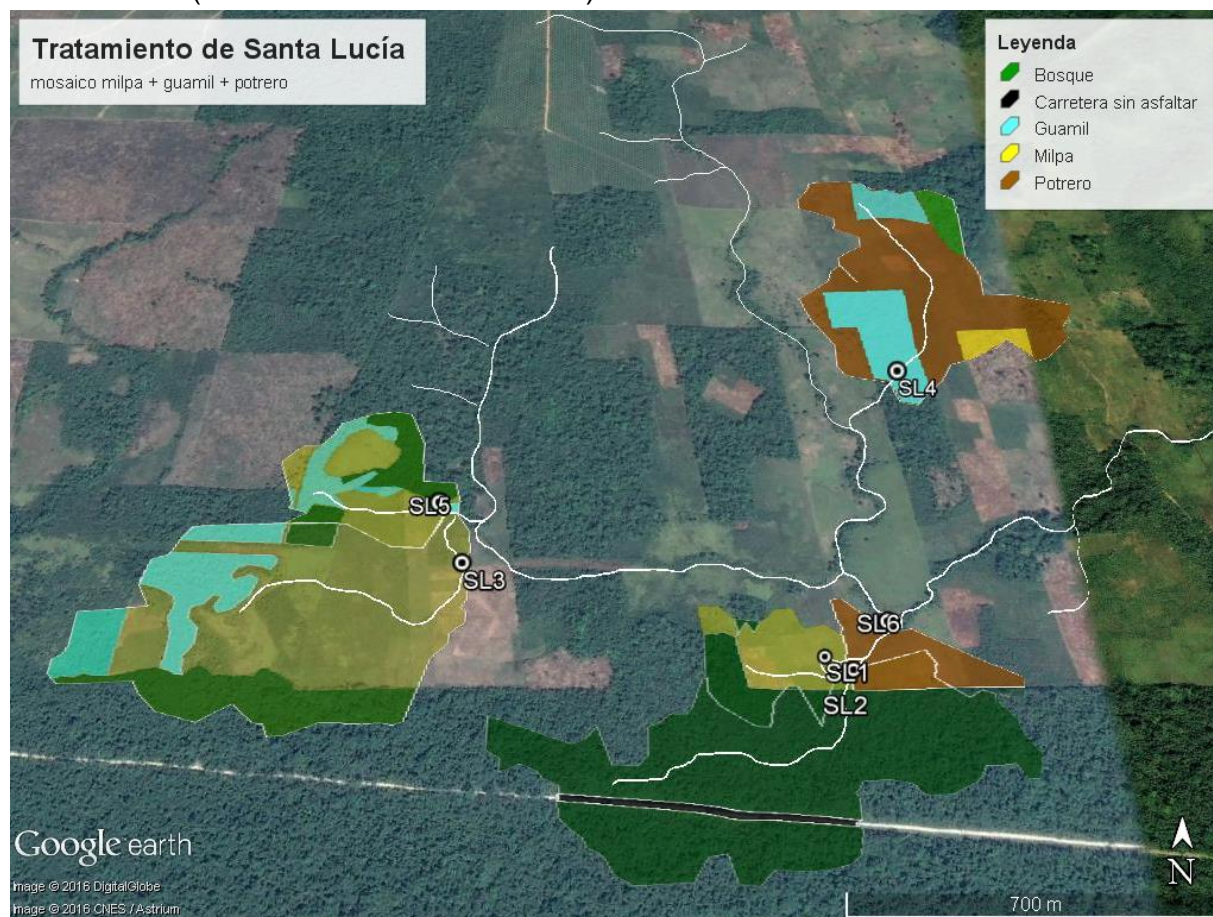 Tratamiento de Santa Lucía
mosaico milpa + guamil + potrero
Leyenda
Bosque
Carretera sin asfaltar
Guamil
Milpa
Potrero
SL4
SL5
SL3
SL6
SL1
SL2
Google earth
Image © 2016 DigitalGlobe
Image © 2016 CNES / Astrium
N
700 m